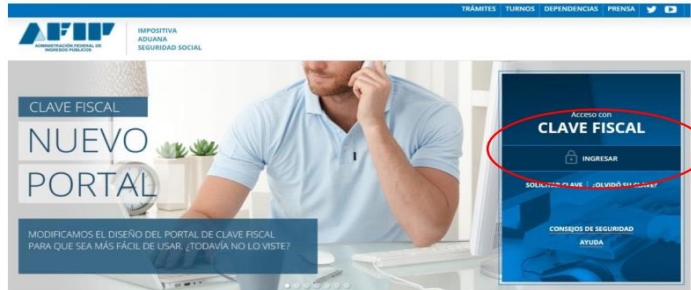 TRÁMITES TURNOS DEPENDENCIAS PRENSA
AFIP
ADMINISTRACIÓN FEDERAL DE
INGRESOS PÚBLICOS
IMPOSITIVA
ADUANA
SEGURIDAD SOCIAL
CLAVE FISCAL
NUEVO
PORTAL
MODIFICAMOS EL DISEÑO DEL PORTAL DE CLAVE FISCAL
PARA QUE SEA MÁS FÁCIL DE USAR. ¿TODAVÍA NO LO VISTE?
Acceso con
CLAVE FISCAL
INGRESAR
SOLICITAR CLAVE | ¿OLVIDÓ SU CLAVE?
CONSEJOS DE SEGURIDAD
AYUDA